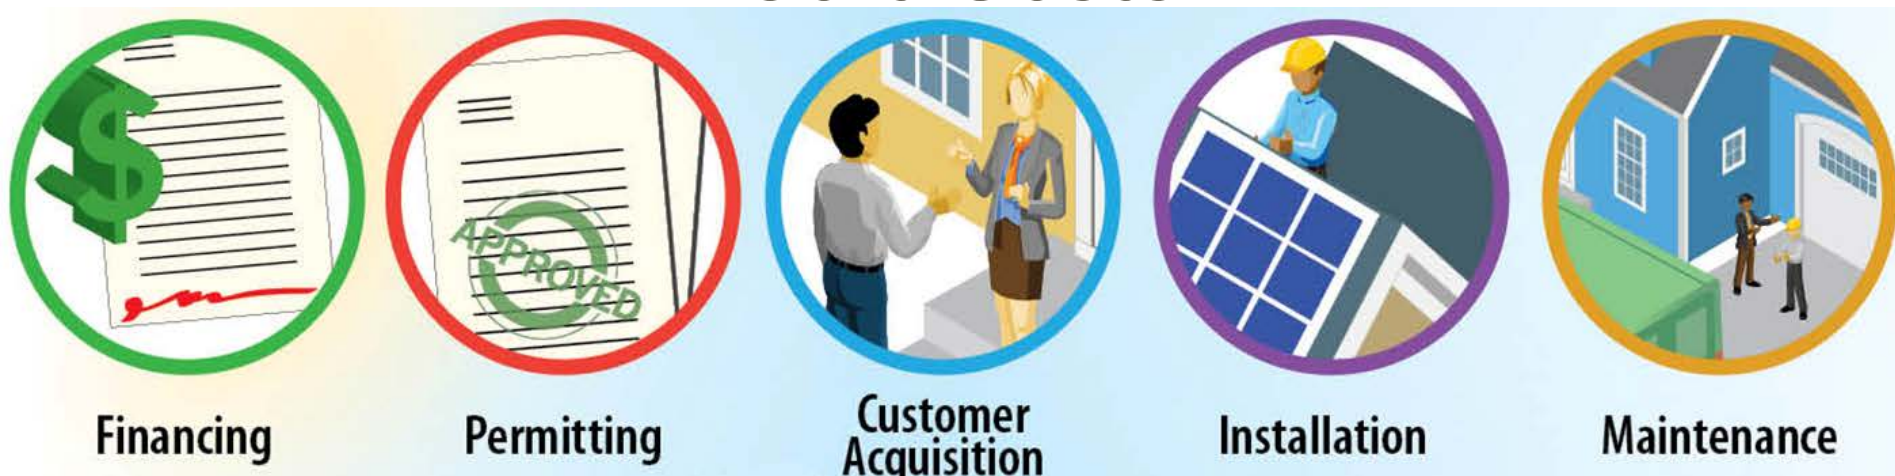 APPROVED
Financing
Permitting
Customer
Acquisition
Installation
Maintenance